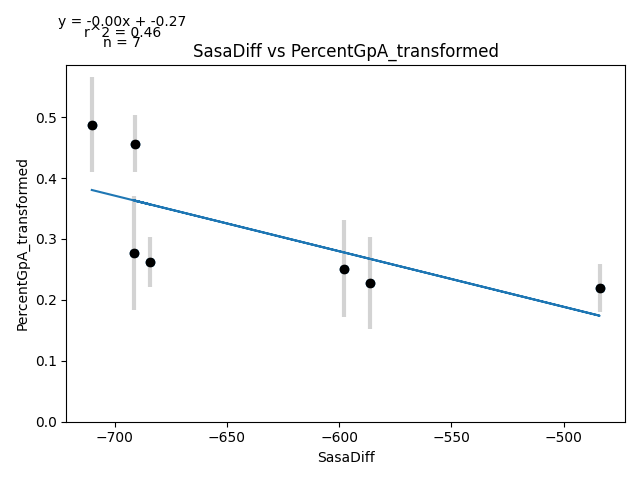 y = -0.00x + -0.27
r^2 = 0.46
n = 7
SasaDiff vs PercentGpA_transformed
PercentGpA_transformed
0.5
0.4
0.3
0.2
0.1
0.0
−700
−650
−600
−550
−500
SasaDiff